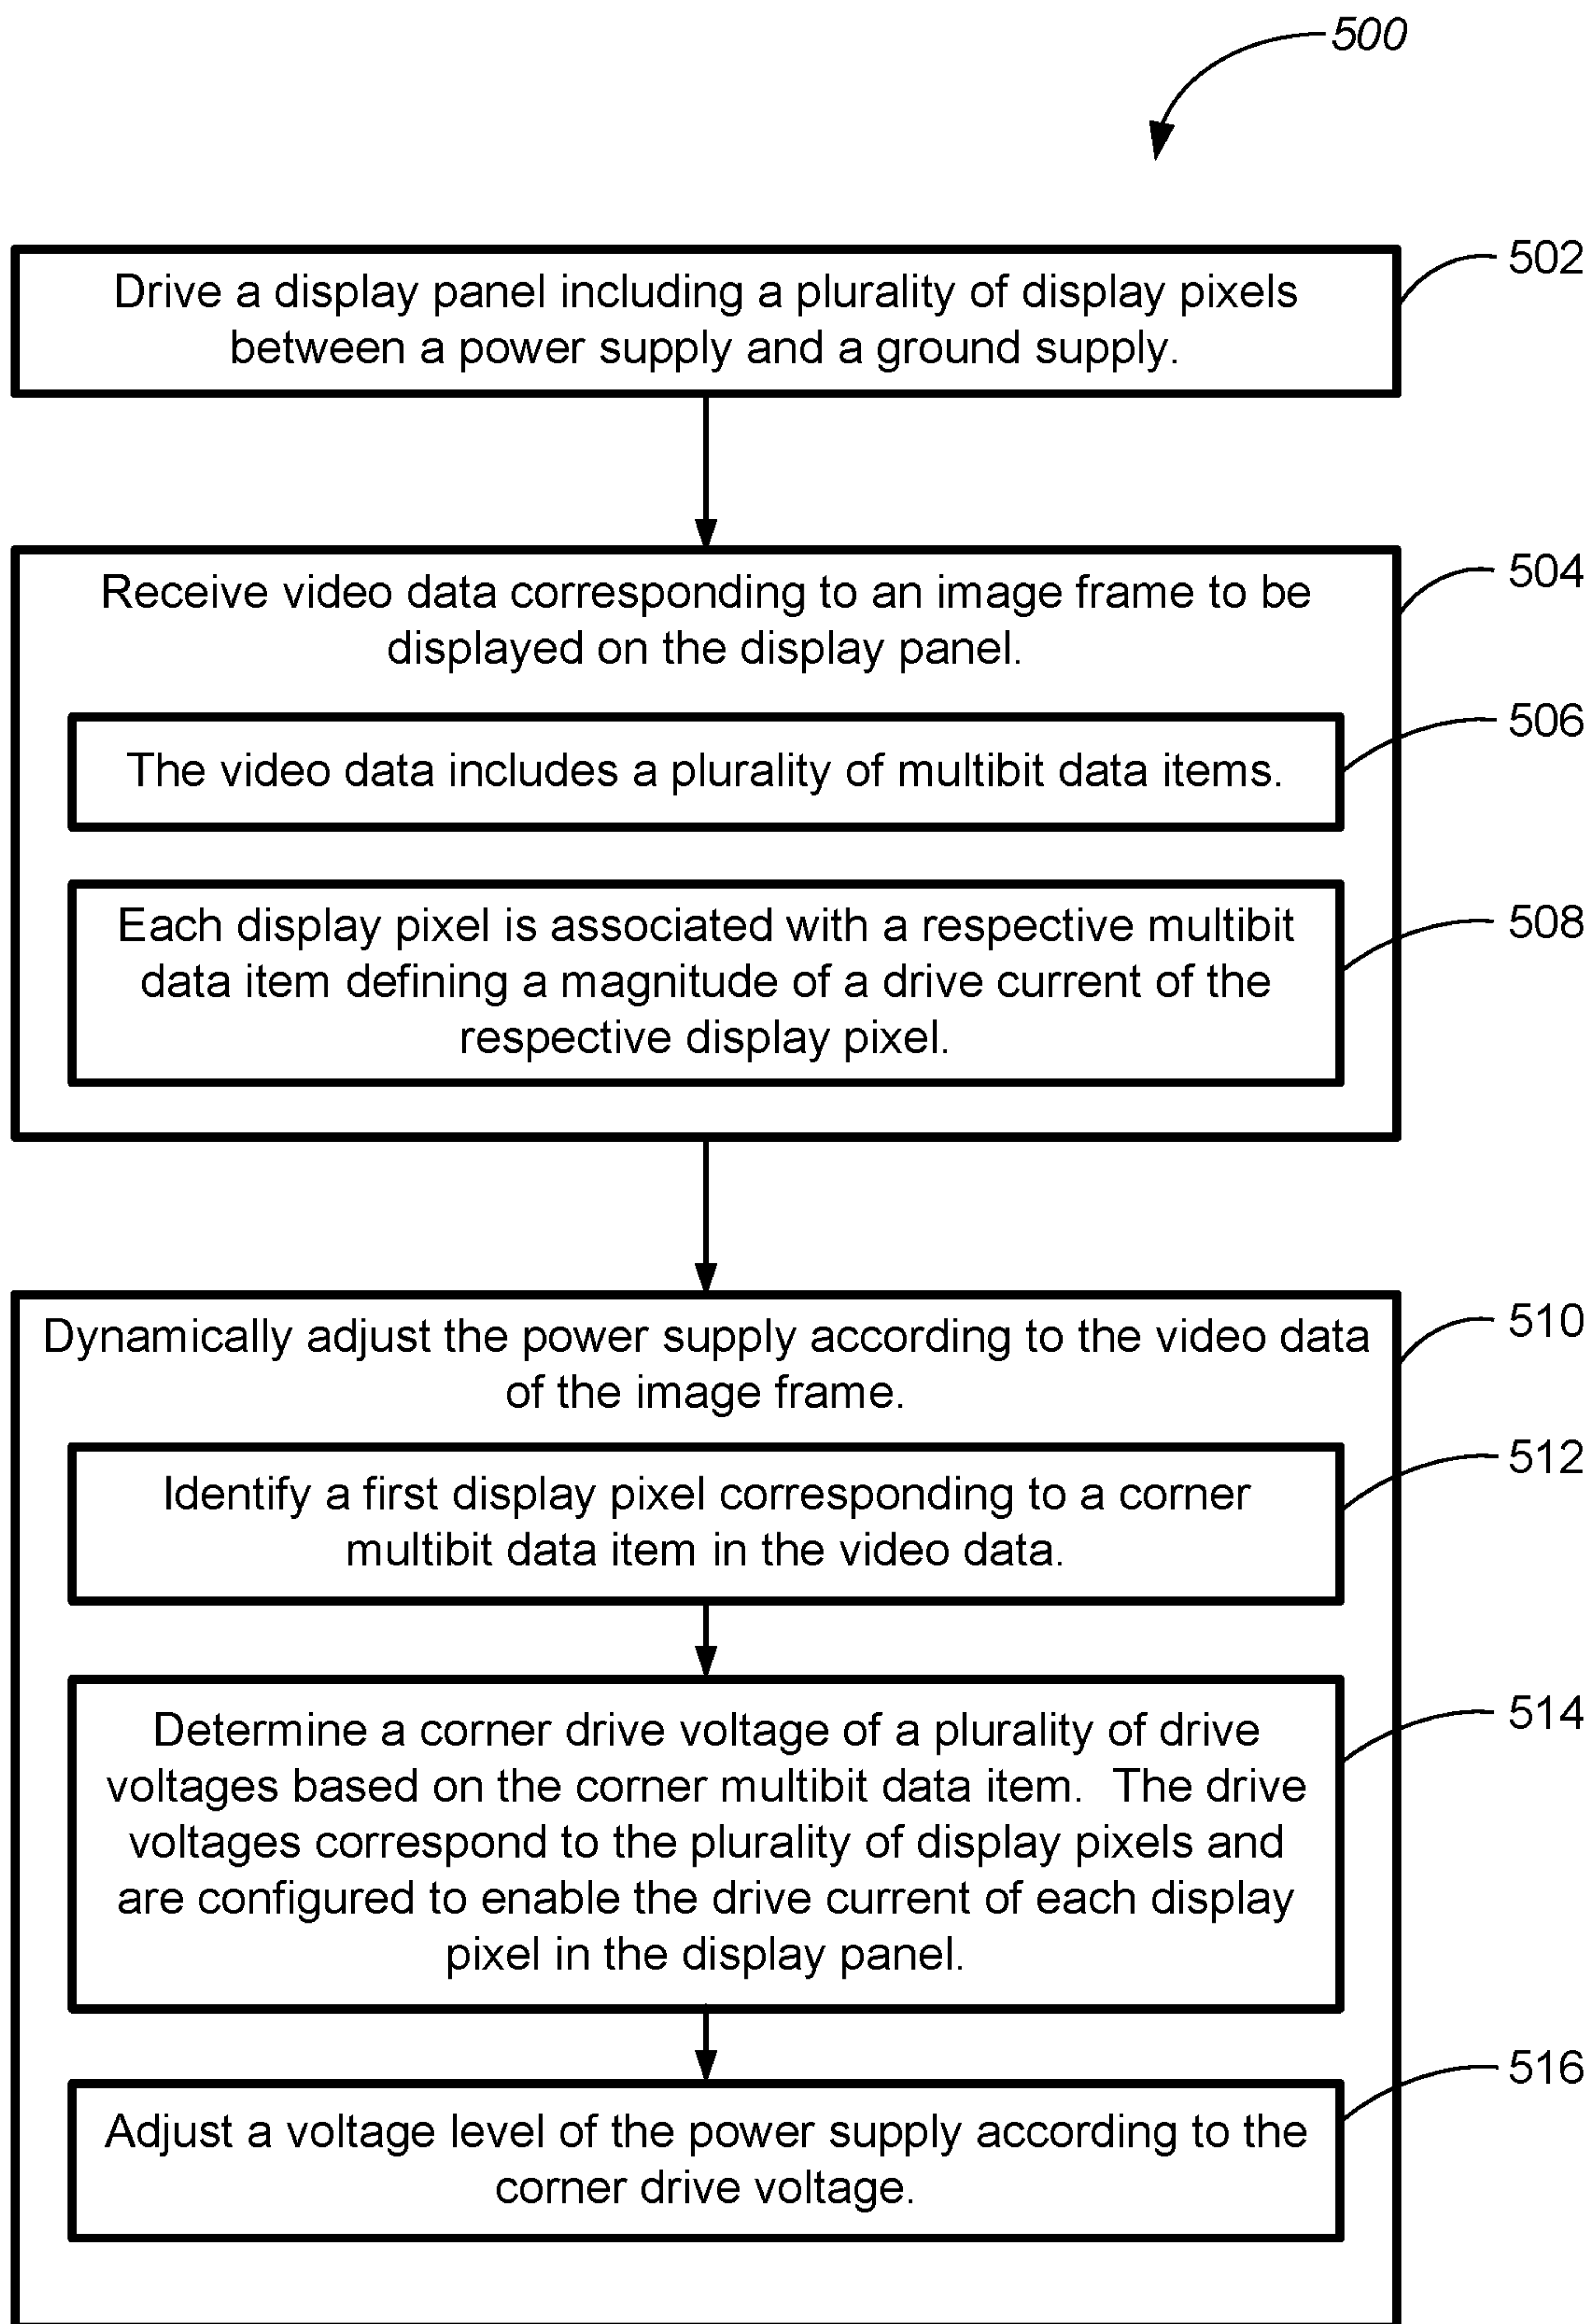 500
502
Drive a display panel including a plurality of display pixels
between a power supply and a ground supply.
504
Receive video data corresponding to an image frame to be
displayed on the display panel.
506
The video data includes a plurality of multibit data items.
508
Each display pixel is associated with a respective multibit
data item defining a magnitude of a drive current of the
respective display pixel.
510
Dynamically adjust the power supply according to the video data
of the image frame.
512
Identify a first display pixel corresponding to a corner
multibit data item in the video data.
514
Determine a corner drive voltage of a plurality of drive
voltages based on the corner multibit data item.  The drive
voltages correspond to the plurality of display pixels and
are configured to enable the drive current of each display
pixel in the display panel.
516
Adjust a voltage level of the power supply according to the
corner drive voltage.